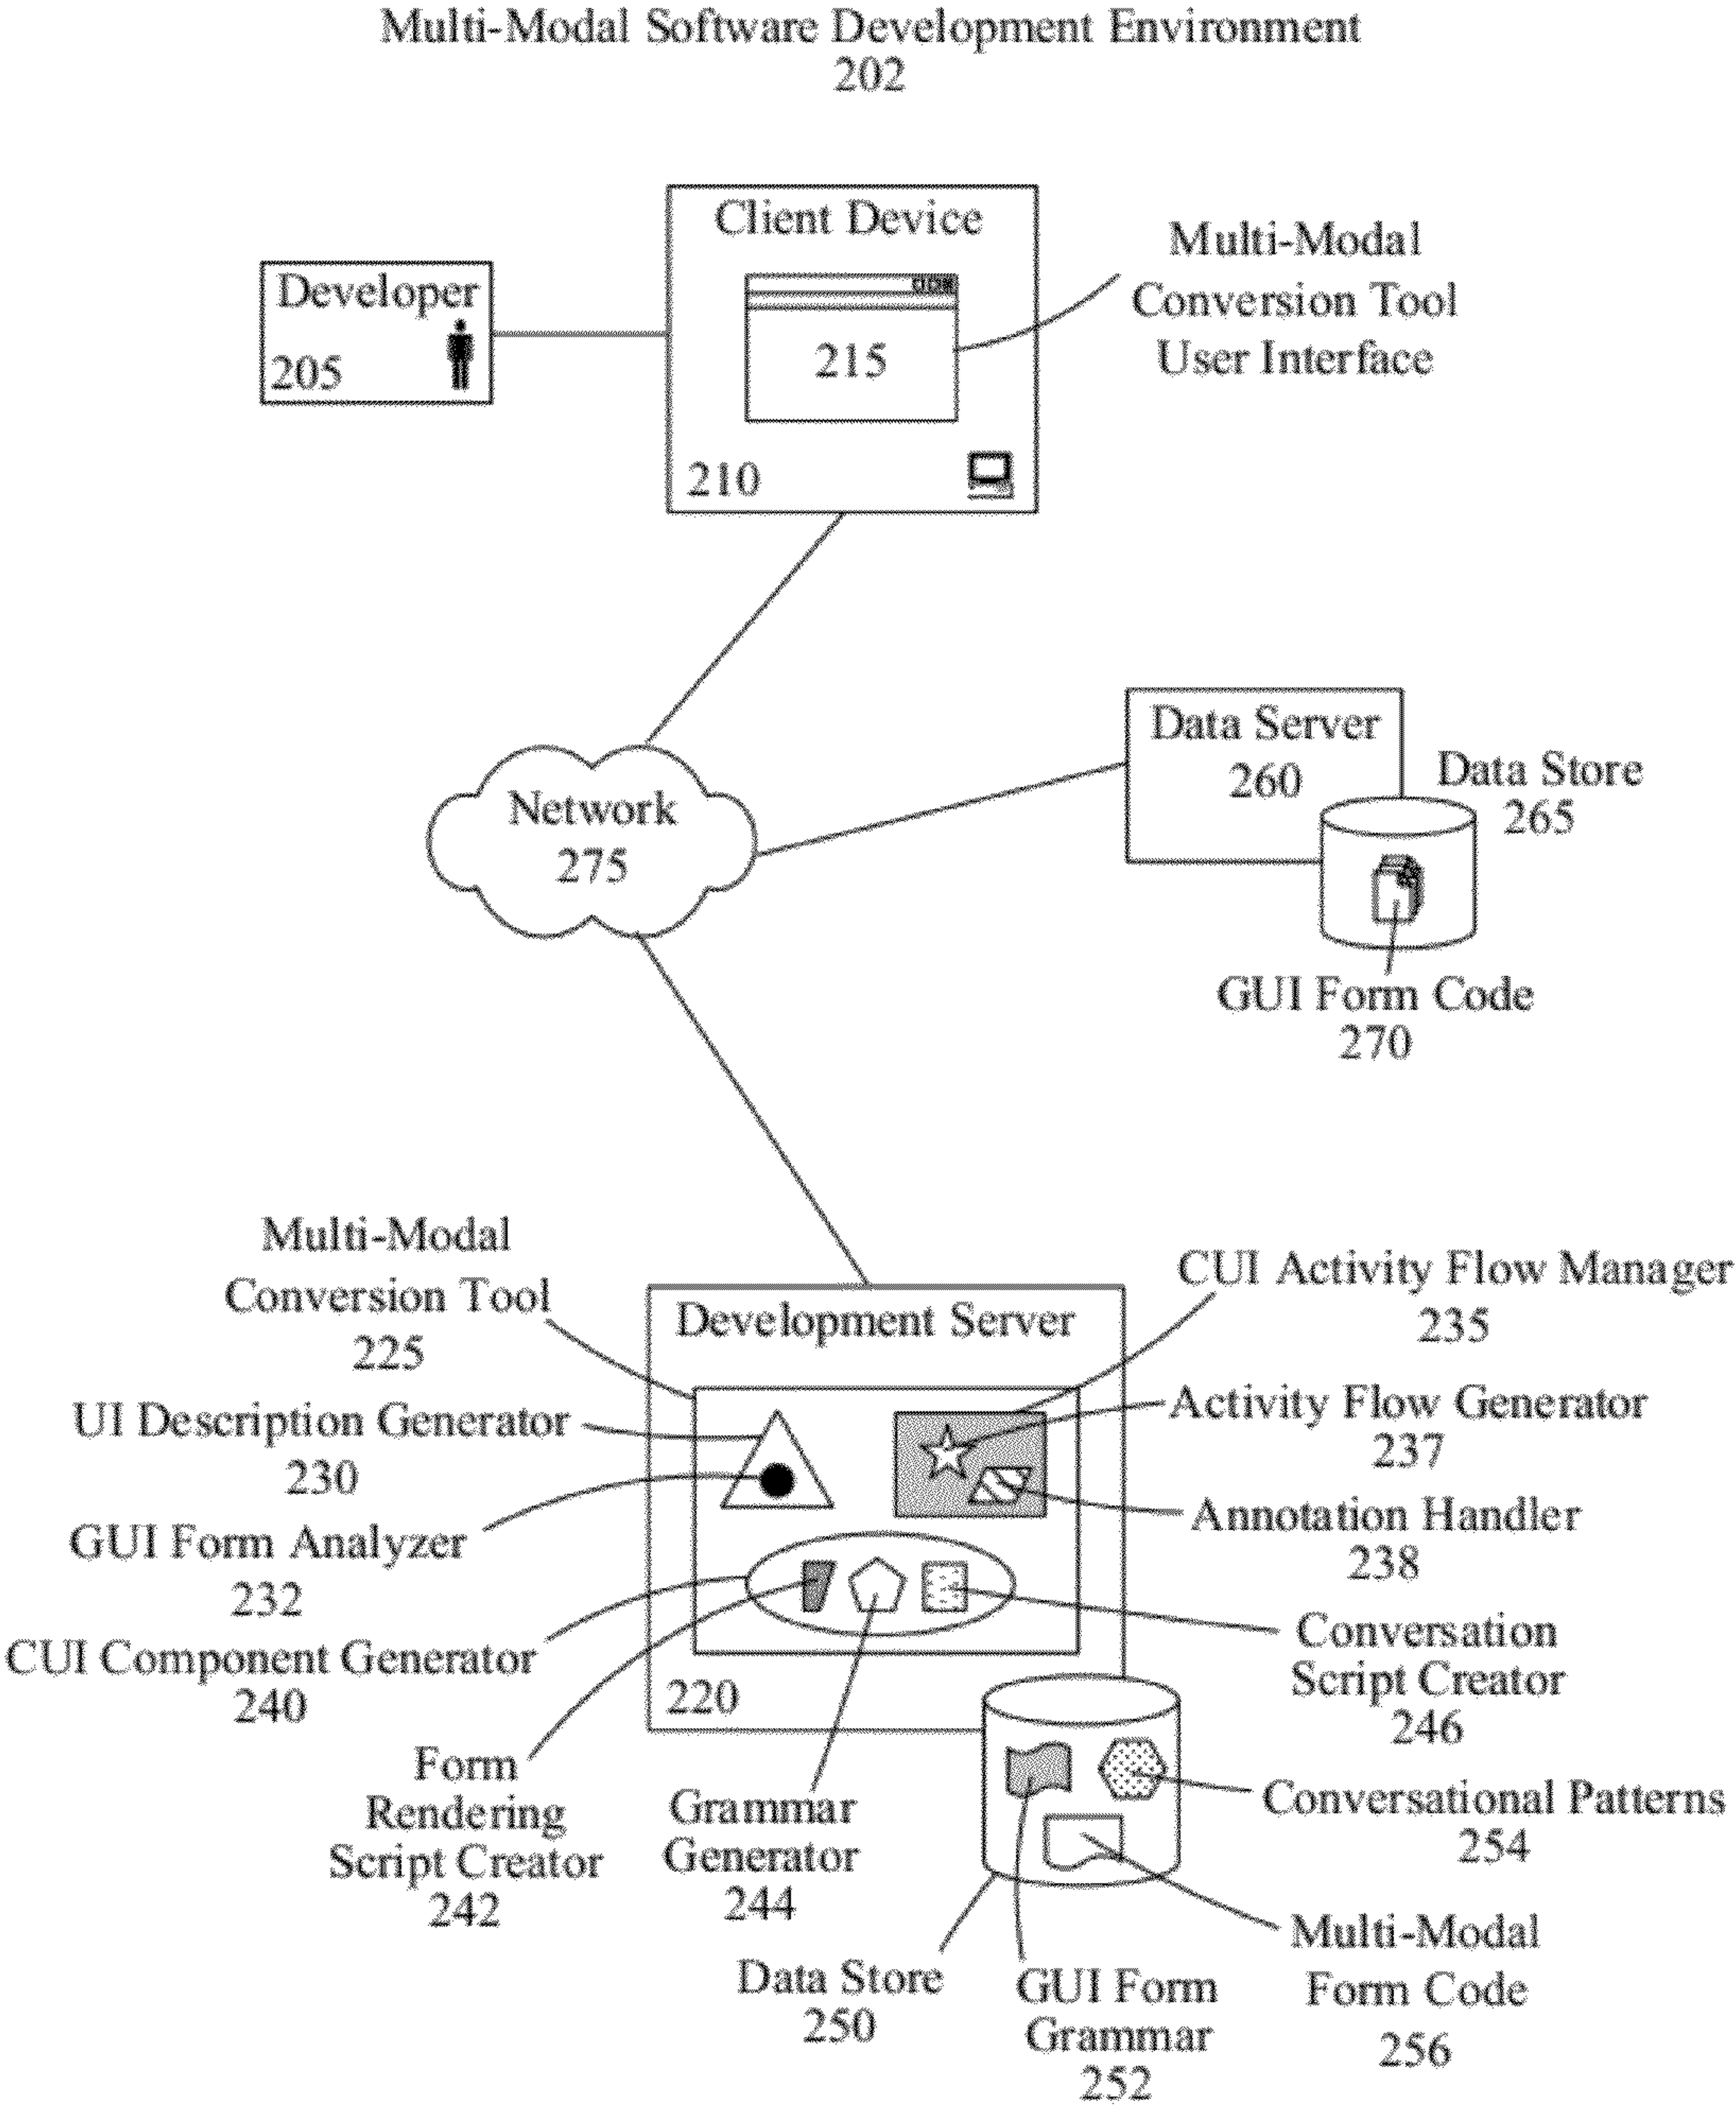 Multi-Modal Software Development Environment
202
Client Device
215
210
Multi-Modal
Conversion Tool
User Interface
Developer
205
Network
275
Data Server
260
Data Store
265
GUI Form Code
270
Multi-Modal
Conversion Tool
225
UI Description Generator
230
GUI Form Analyzer
232
CUI Component Generator
240
Development Server
220
CUI Activity Flow Manager
235
Activity Flow Generator
237
Annotation Handler
238
Conversation
Script Creator
246
Form
Rendering
Script Creator
242
Grammar
Generator
244
Conversational Patterns
254
Data Store
250
GUI Form
Grammar
252
Multi-Modal
Form Code
256